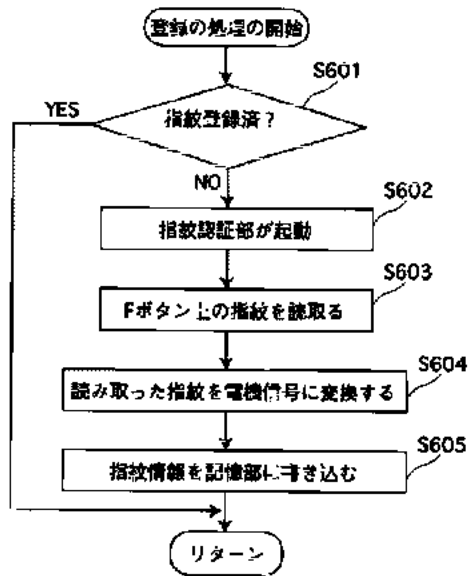 登録の処理の開始
S601
YES
指紋登録済?
NO
S602
指紋認証部が起動
S603
Fボタン上の指紋を読取る
S604
読み取った指紋を電機信号に変換する
S605
指紋情報を記憶部に書き込む
リターン